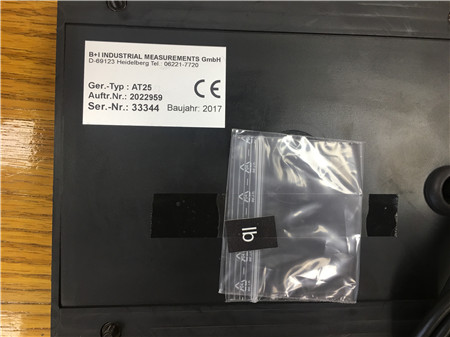 B+I INDUSTRIAL MEASUREMENTS GmbH
D-69123 Heidelberg Tel.: 06221-7720
Ger.-Typ : AT25
Auftr.Nr.: 2022959
Ser.-Nr.: 33344 Baujahr: 2017
CE
lb